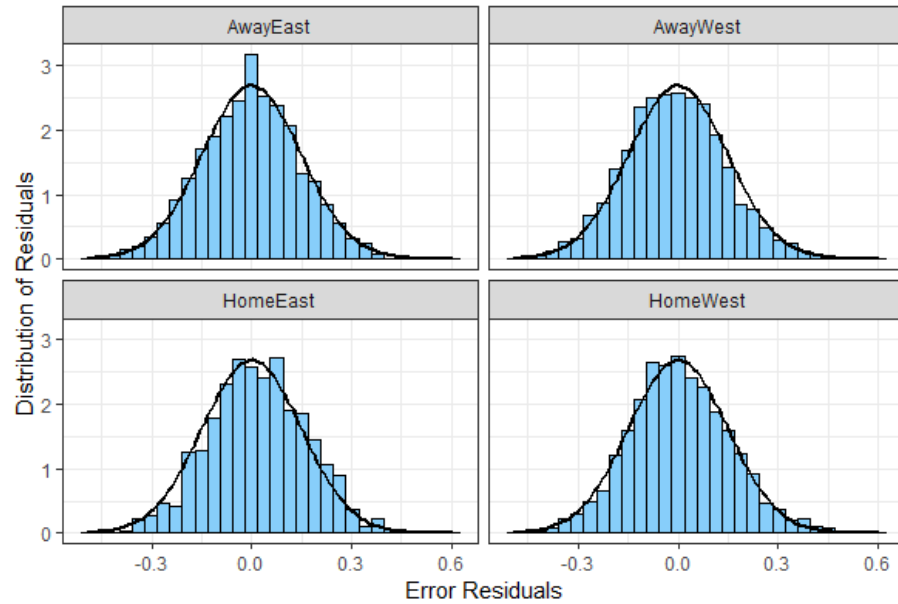 AwayEast AwayWest
3
2
1
0
HomeEast HomeWest
3
2
1
0
-0.3 0.0 0.3 0.6 -0.3 0.0 0.3 0.6
Error Residuals
Distribution of Residuals